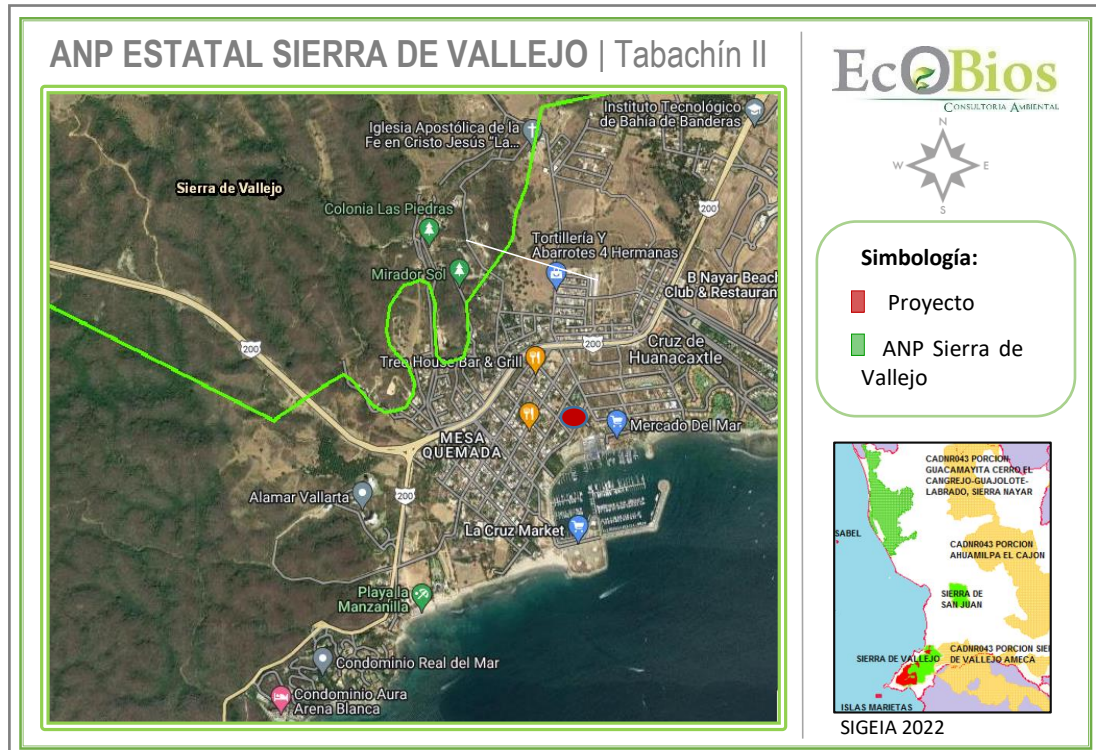 ANP ESTATAL SIERRA DE VALLEJO | Tabachín II
Instituto Tecnológico
de Bahía de Banderas
Iglesia Apostólica de la
Fe en Cristo Jesús "La...
200
Sierra de Vallejo
Colonia Las Piedras
Tortillería Y
Abarrotes 4 Hermanas
Mirador Sol
B Nayar Beach
Club & Restauran
200
200
Cruz de
Huanacaxtle
Tree House Bar & Grill
Mercado Del Mar
MESA
QUEMADA
200
Alamar Vallarta
La Cruz Market
Playa la
Manzanilla
Condominio Real del Mar
Condominio Aura
Arena Blanca
EcOBios
CONSULTORIA AMBIENTAL
N
W E
S
Simbología:
Proyecto
ANP Sierra de
Vallejo
CADNR043 PORCION
GUACAMAYITA CERRO EL
CANGREJO-GUAJOLOTE-
LABRADO, SIERRA NAYAR
SABEL
CADNR043 PORCION
AHUAMILPA EL CAJON
SIERRA DE
SAN JUAN
CADNR043 PORCION SIE
SIERRA DE VALLEJO
DE VALLEJO AMECA
ISLAS MARIETAS
SIGEIA 2022